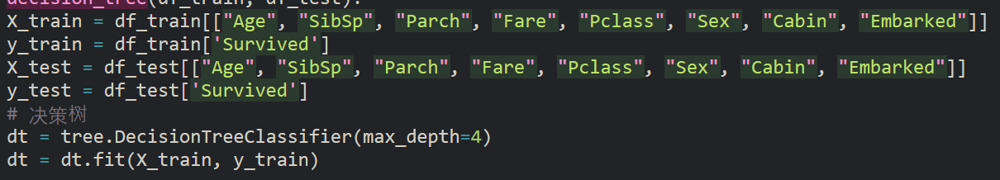 decision_tree(df_train, df_test):
X_train = df_train[["Age", "SibSp", "Parch", "Fare", "Pclass", "Sex", "Cabin", "Embarked"]]
y_train = df_train['Survived']
X_test = df_test[["Age", "SibSp", "Parch", "Fare", "Pclass", "Sex", "Cabin", "Embarked"]]
y_test = df_test['Survived']
# 决策树
dt = tree.DecisionTreeClassifier(max_depth=4)
dt = dt.fit(X_train, y_train)